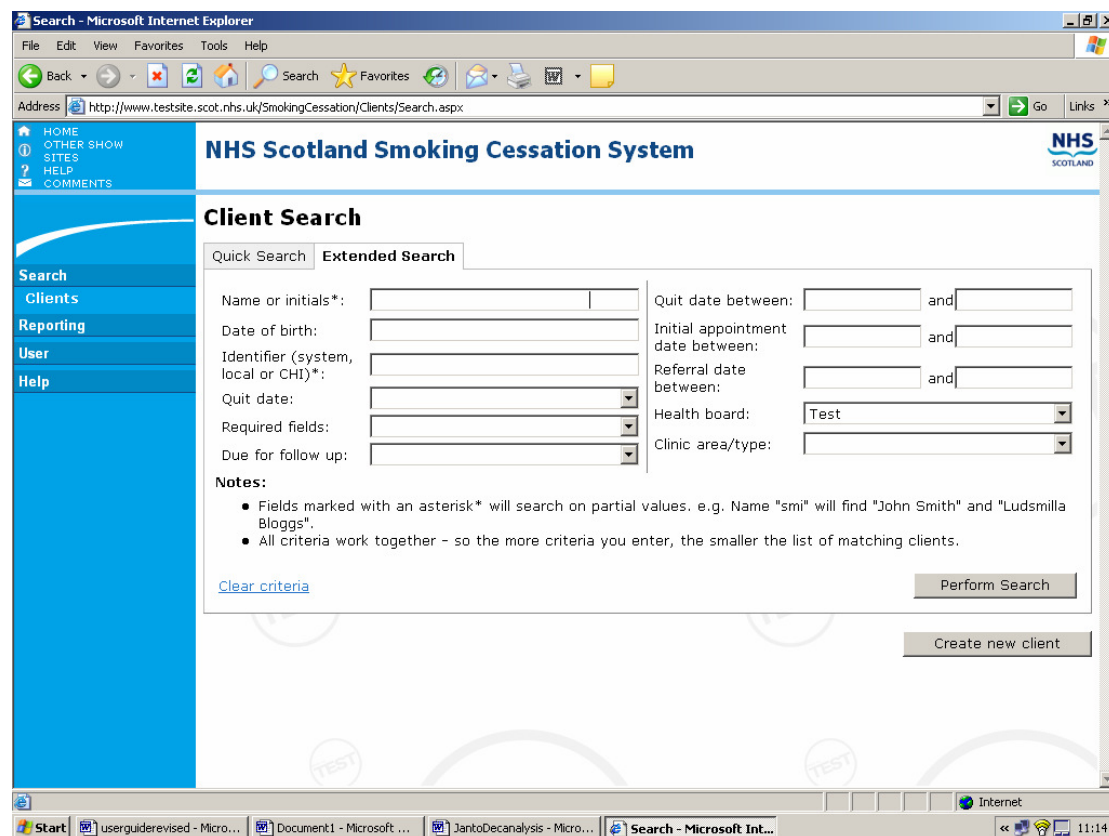 Search - Microsoft Internet Explorer
File Edit View Favorites Tools Help
Back Search Favorites
Address http://www.testsite.scot.nhs.uk/SmokingCessation/Clients/Search.aspx Go Links »
HOME
OTHER SHOW
SITES
HELP
COMMENTS
NHS Scotland Smoking Cessation System
NHS
SCOTLAND
Search
Clients
Reporting
User
Help
Client Search
Quick Search Extended Search
Name or initials*:
Date of birth:
Identifier (system,
local or CHI)*:
Quit date:
Required fields:
Due for follow up:
Quit date between: and
Initial appointment
date between: and
Referral date
between: and
Health board: Test
Clinic area/type:
Notes:
• Fields marked with an asterisk* will search on partial values. e.g. Name "smi" will find "John Smith" and "Ludsmilla
Bloggs".
• All criteria work together - so the more criteria you enter, the smaller the list of matching clients.
Clear criteria Perform Search
Create new client
TEST TEST
TEST TEST
Internet
Start userguiderevised - Micro... Document1 - Microsoft ... JantoDecanalysis - Micro... Search - Microsoft Int... « 11:14